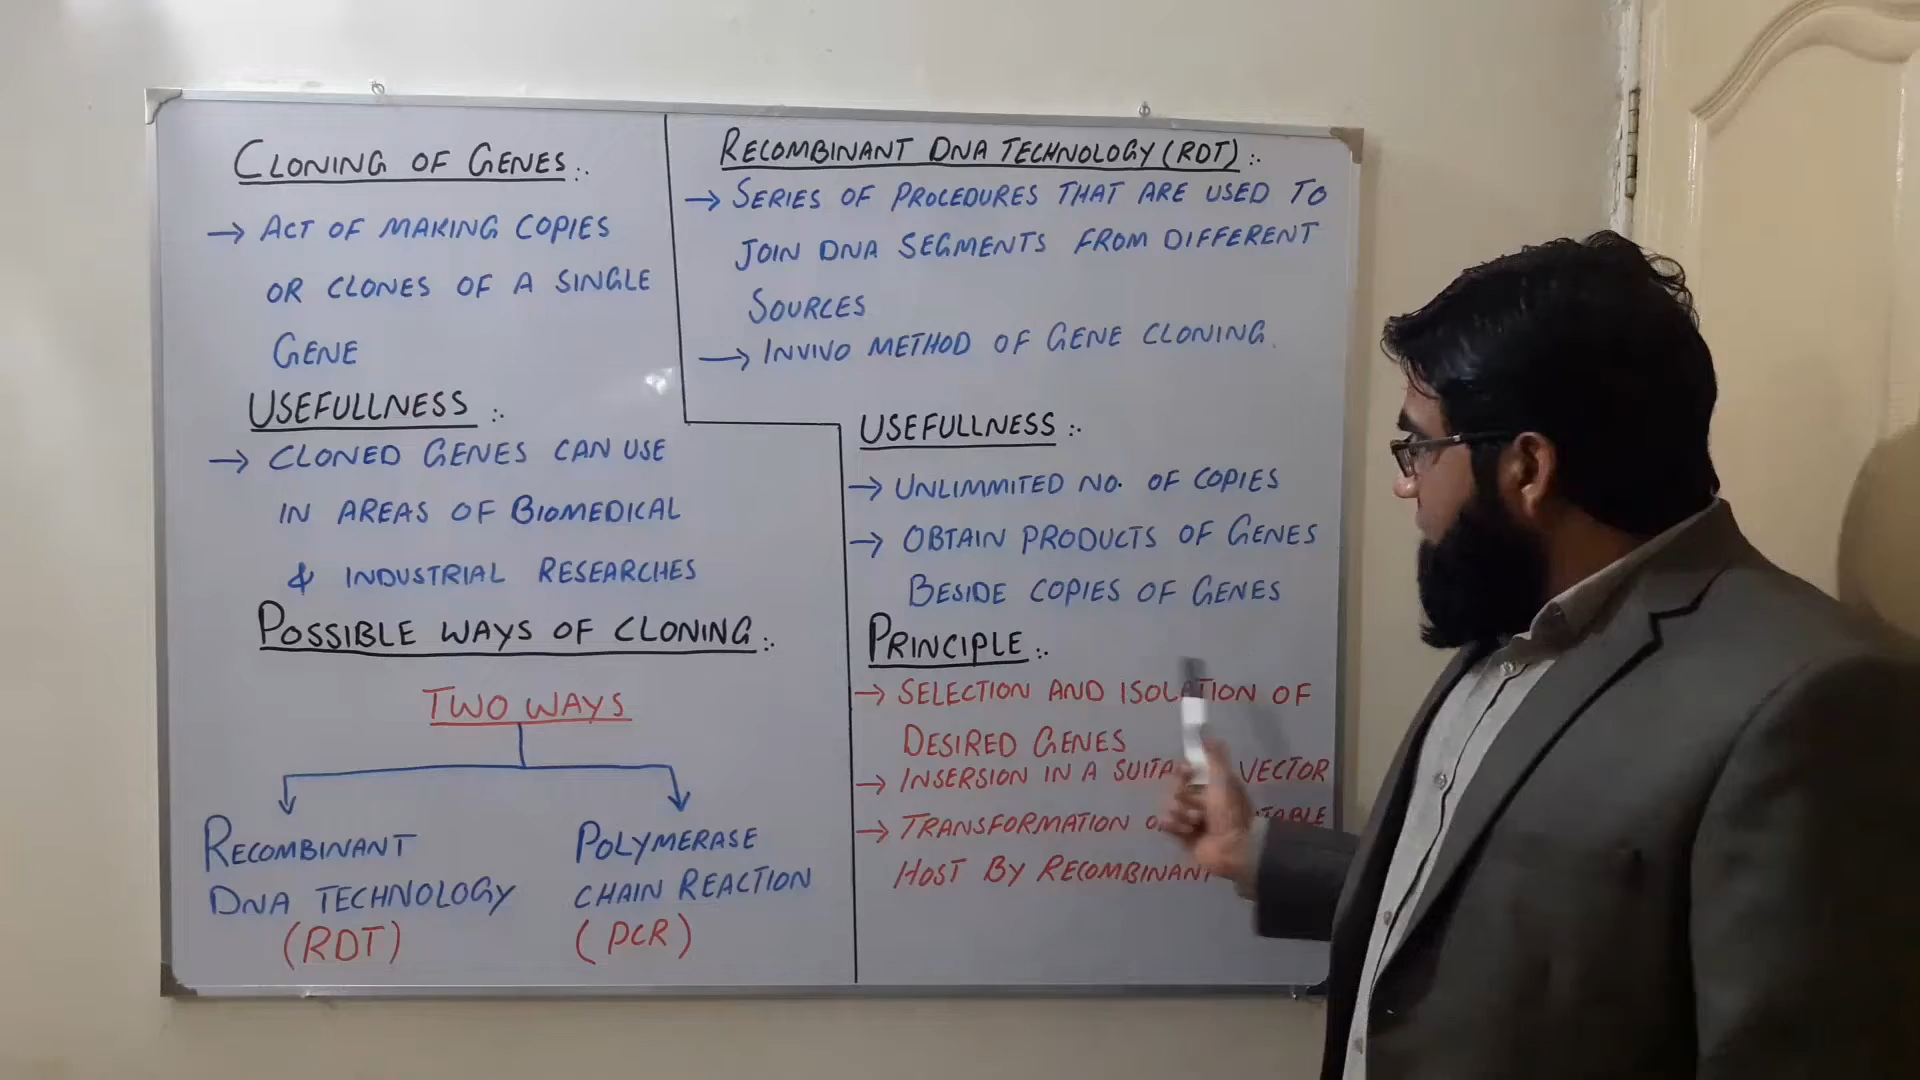 CLONING OF GENES :.
→ ACT OF MAKING COPIES
OR CLONES OF A SINGLE
GENE
USEFULLNESS :.
→ CLONED GENES CAN USE
IN AREAS OF BIOMEDICAL
& INDUSTRIAL RESEARCHES
POSSIBLE WAYS OF CLONING :.
TWO WAYS
RECOMBINANT
DNA TECHNOLOGY
(RDT)
POLYMERASE
CHAIN REACTION
(PCR)
RECOMBINANT DNA TECHNOLOGY (RDT) :.
→ SERIES OF PROCEDURES THAT ARE USED TO
JOIN DNA SEGMENTS FROM DIFFERENT
SOURCES
→ INVIVO METHOD OF GENE CLONING.
USEFULLNESS :.
→ UNLIMMITED NO. OF COPIES
→ OBTAIN PRODUCTS OF GENES
BESIDE COPIES OF GENES
PRINCIPLE :.
→ SELECTION AND ISOLATION OF
DESIRED GENES
→ INSERSION IN A VECTOR
→ TRANSFORMATION
HOST BY RECOMBINANT